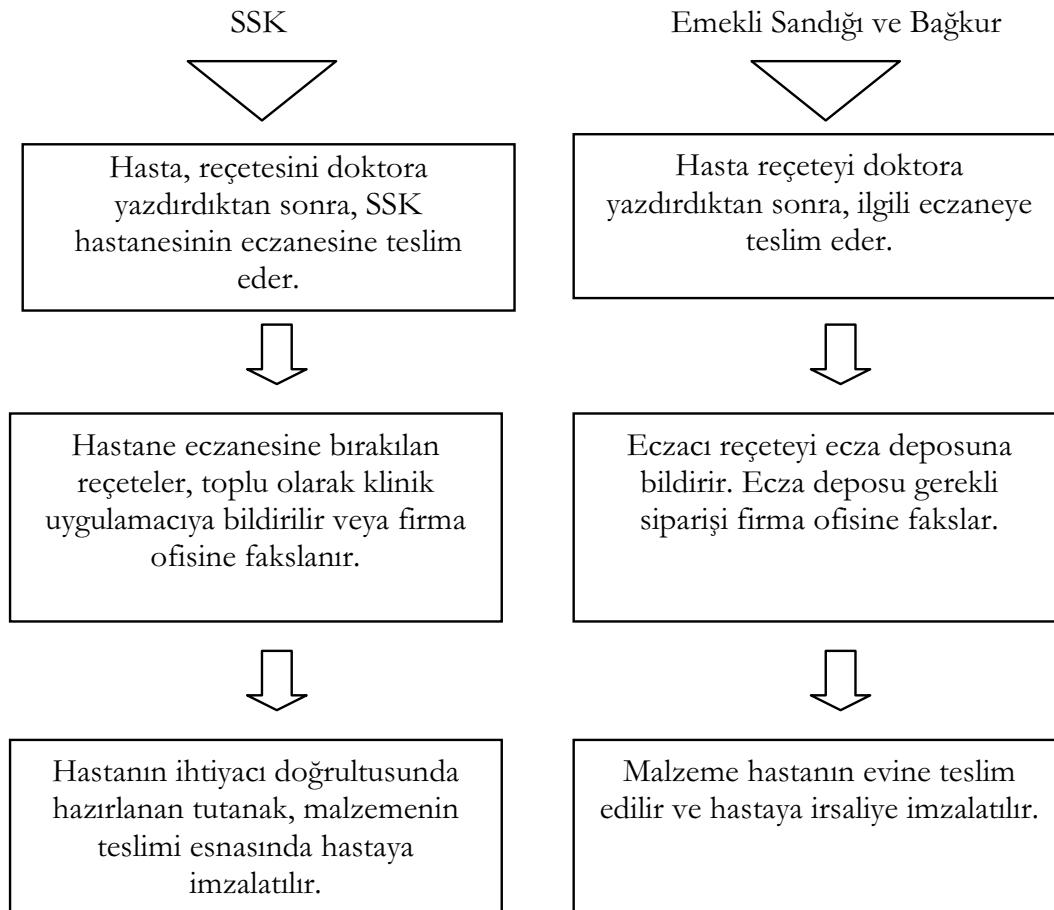 SSK
Hasta, reçetesini doktora
yazdırdıktan sonra, SSK
hastanesinin eczanesine teslim
eder.
Hastane eczanesine bırakılan
reçeteler, toplu olarak klinik
uygulamacıya bildirilir veya firma
ofisine fakslanır.
Hastanın ihtiyacı doğrultusunda
hazırlanan tutanak, malzemenin
teslimi esnasında hastaya
imzalatılır.
Emekli Sandığı ve Bağkur
Hasta reçeteyi doktora
yazdırdıktan sonra, ilgili eczaneye
teslim eder.
Eczacı reçeteyi ecza deposuna
bildirir. Ecza deposu gerekli
siparişi firma ofisine fakslar.
Malzeme hastanın evine teslim
edilir ve hastaya irsaliye imzalatılır.